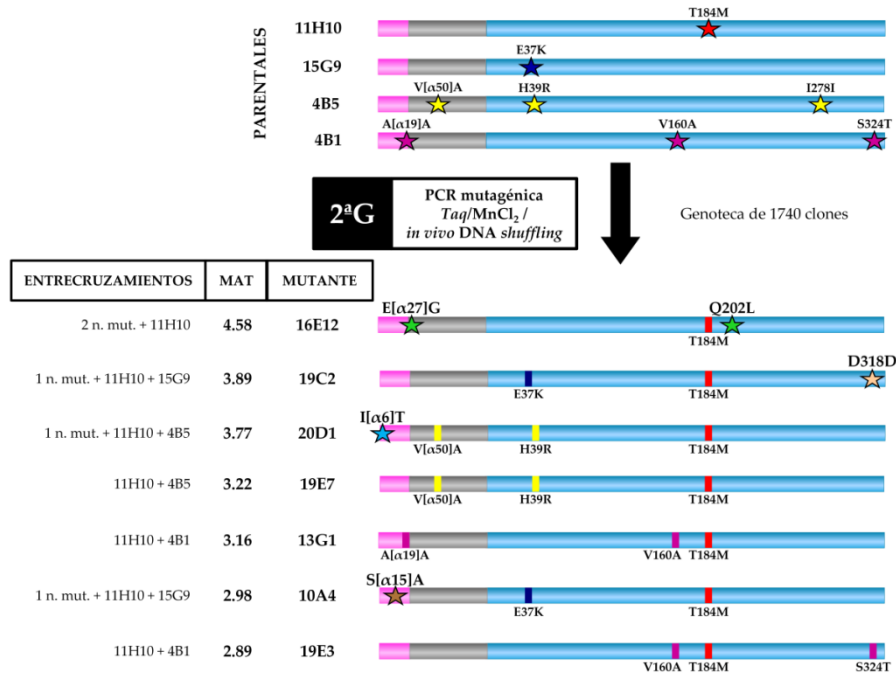 PARENTALES
T184M
11H10
E37K
15G9
V[α50]A H39R I278I
4B5
A[α19]A V160A S324T
4B1
2ªG
PCR mutagénica
Taq/MnCl₂ /
in vivo DNA shuffling
Genoteca de 1740 clones
ENTRECRUZAMIENTOS MAT MUTANTE
E[α27]G Q202L
2 n. mut. + 11H10 4.58 16E12
T184M
D318D
1 n. mut. + 11H10 + 15G9 3.89 19C2
E37K T184M
I[α6]T
1 n. mut. + 11H10 + 4B5 3.77 20D1
V[α50]A H39R T184M
11H10 + 4B5 3.22 19E7
V[α50]A H39R T184M
11H10 + 4B1 3.16 13G1
A[α19]A V160A T184M
S[α15]A
1 n. mut. + 11H10 + 15G9 2.98 10A4
E37K T184M
11H10 + 4B1 2.89 19E3
V160A T184M S324T